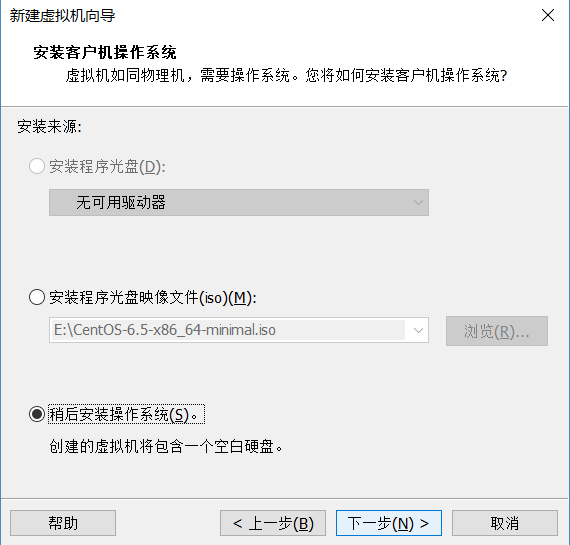 新建虚拟机向导
安装客户机操作系统
虚拟机如同物理机，需要操作系统。您将如何安装客户机操作系统?
安装来源:
安装程序光盘(D):
无可用驱动器
安装程序光盘映像文件(iso)(M):
E:\CentOS-6.5-x86_64-minimal.iso
浏览(R)...
稍后安装操作系统(S)。
创建的虚拟机将包含一个空白硬盘。
帮助
< 上一步(B)
下一步(N) >
取消